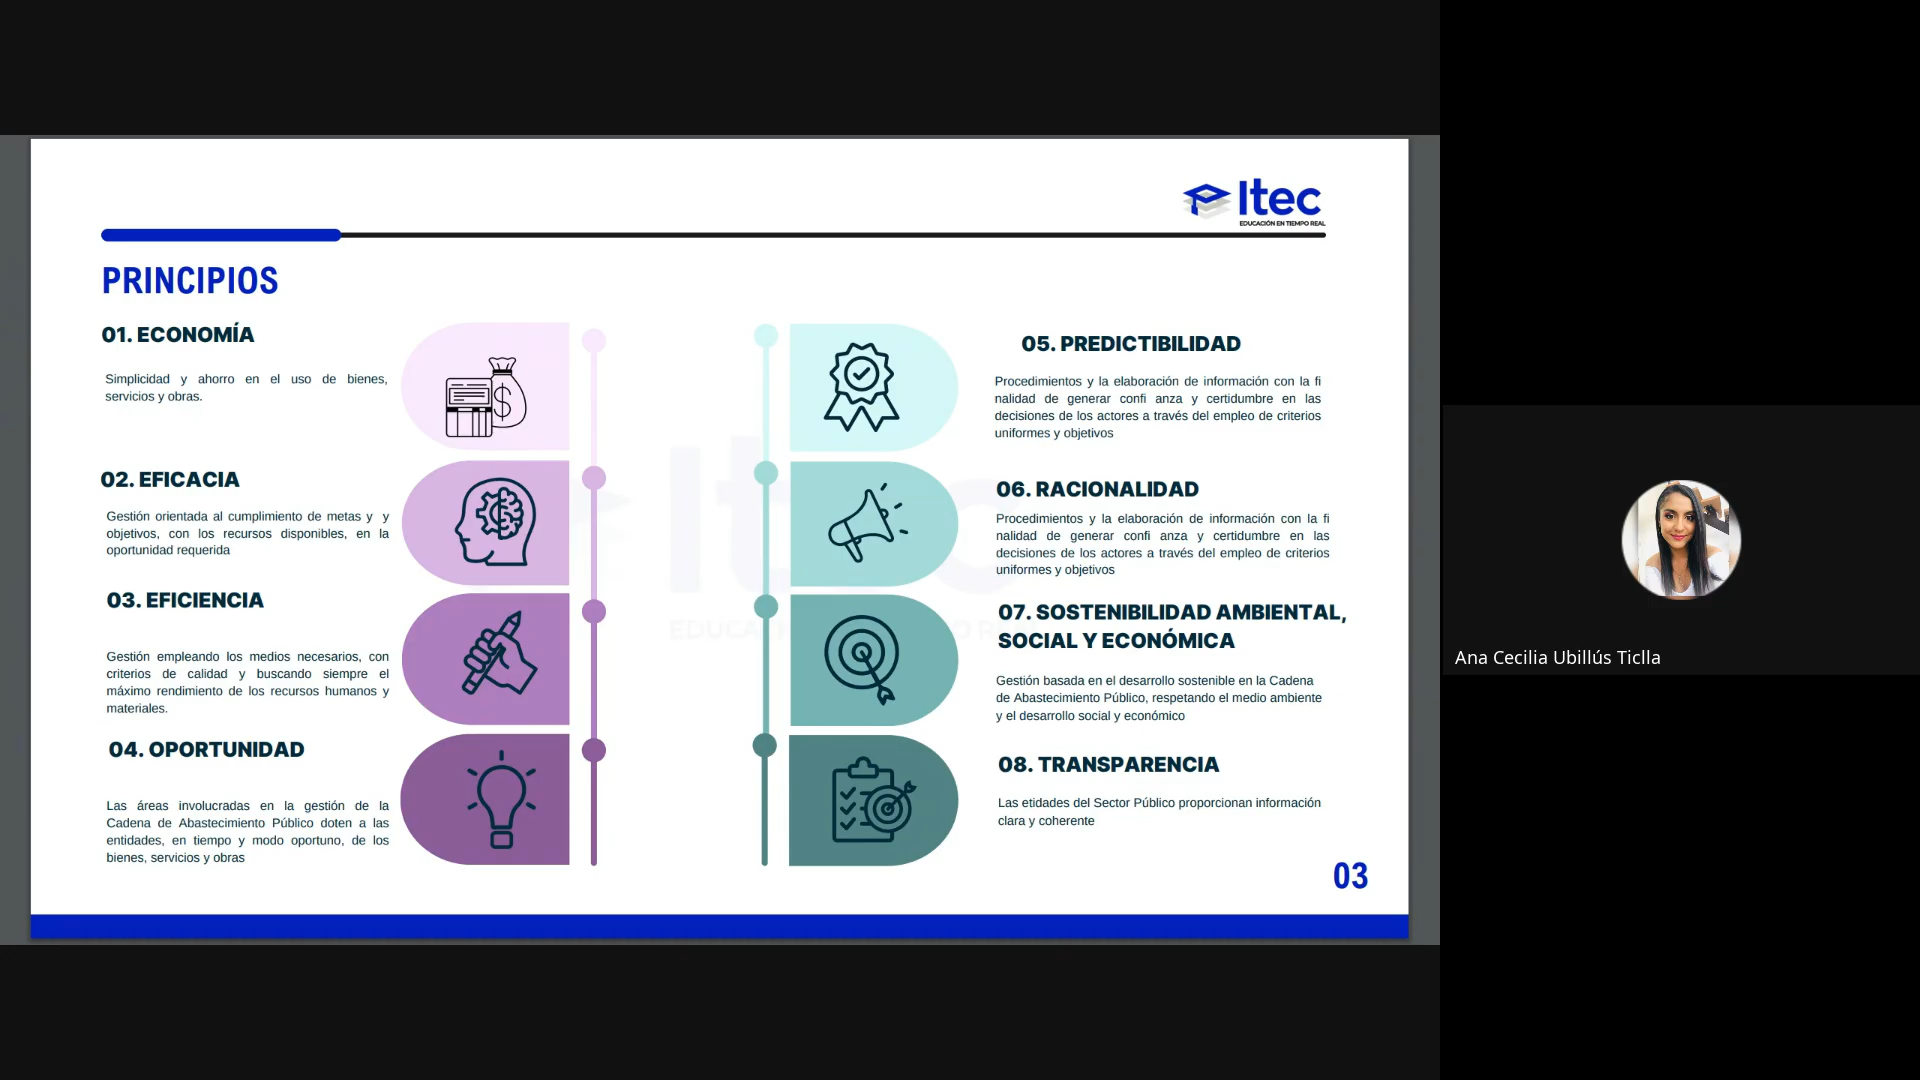 Itec
EDUCACIÓN EN TIEMPO REAL
PRINCIPIOS
01. ECONOMÍA
Simplicidad y ahorro en el uso de bienes,
servicios y obras.
02. EFICACIA
Gestión orientada al cumplimiento de metas y y
objetivos, con los recursos disponibles, en la
oportunidad requerida
03. EFICIENCIA
Gestión empleando los medios necesarios, con
criterios de calidad y buscando siempre el
máximo rendimiento de los recursos humanos y
materiales.
04. OPORTUNIDAD
Las áreas involucradas en la gestión de la
Cadena de Abastecimiento Público doten a las
entidades, en tiempo y modo oportuno, de los
bienes, servicios y obras
05. PREDICTIBILIDAD
Procedimientos y la elaboración de información con la fi
nalidad de generar confi anza y certidumbre en las
decisiones de los actores a través del empleo de criterios
uniformes y objetivos
06. RACIONALIDAD
Procedimientos y la elaboración de información con la fi
nalidad de generar confi anza y certidumbre en las
decisiones de los actores a través del empleo de criterios
uniformes y objetivos
07. SOSTENIBILIDAD AMBIENTAL,
SOCIAL Y ECONÓMICA
Gestión basada en el desarrollo sostenible en la Cadena
de Abastecimiento Público, respetando el medio ambiente
y el desarrollo social y económico
08. TRANSPARENCIA
Las etidades del Sector Público proporcionan información
clara y coherente
03
Ana Cecilia Ubillús Ticlla